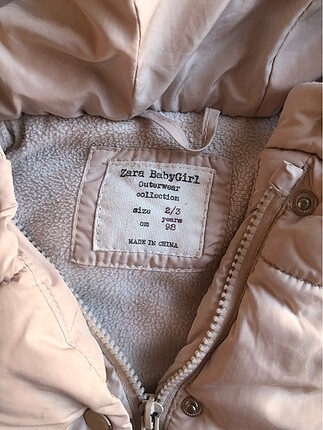 Zara BabyGirl
Outerwear
collection
size 2/3
years
cm 98
MADE IN CHINA